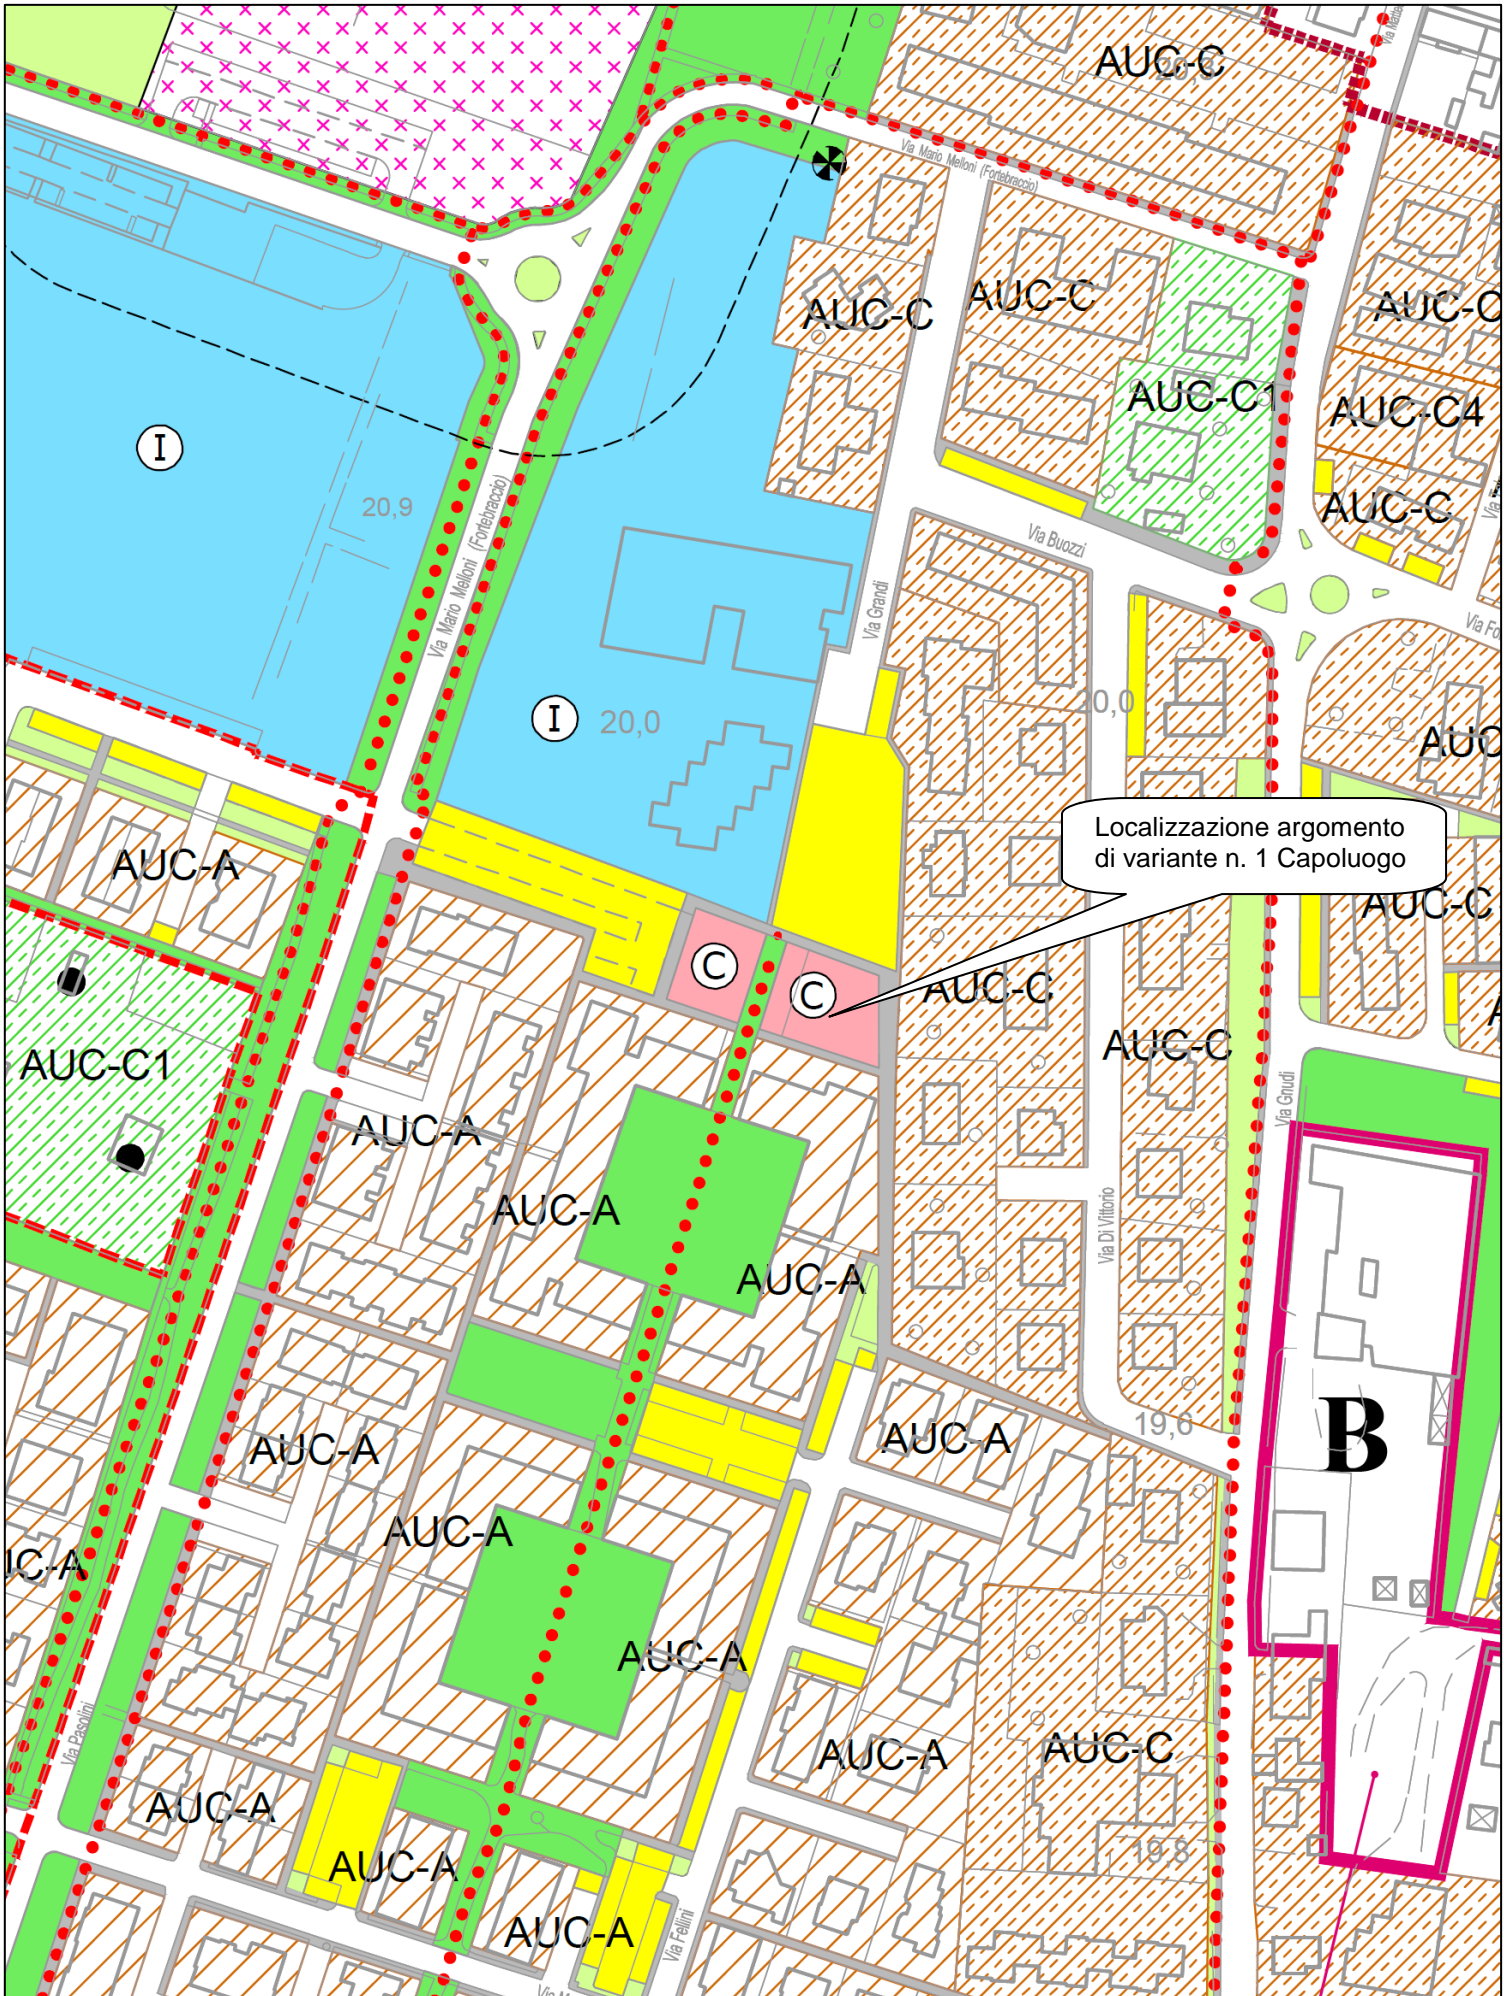 AUC-C
20,3
Via Mario Melloni (Fortebraccio)
AUC-C
AUC-C
AUC-C
AUC-C1
AUC-C4
AUC-C
I
20,9
Via Mario Melloni (Fortebraccio)
Via Buozzi
Via Grandi
I
20,0
20,0
AUC
Localizzazione argomento
di variante n. 1 Capoluogo
AUC-A
AUC-C
C
C
AUC-C
AUC-C
AUC-C1
Via Gnudi
AUC-A
AUC-A
Via Di Vittorio
AUC-A
B
19,6
AUC-A
AUC-A
AUC-A
AUC-A
AUC-A
Via Pasolini
AUC-A
AUC-C
AUC-A
AUC-A
19,8
AUC-A
Via Fellini